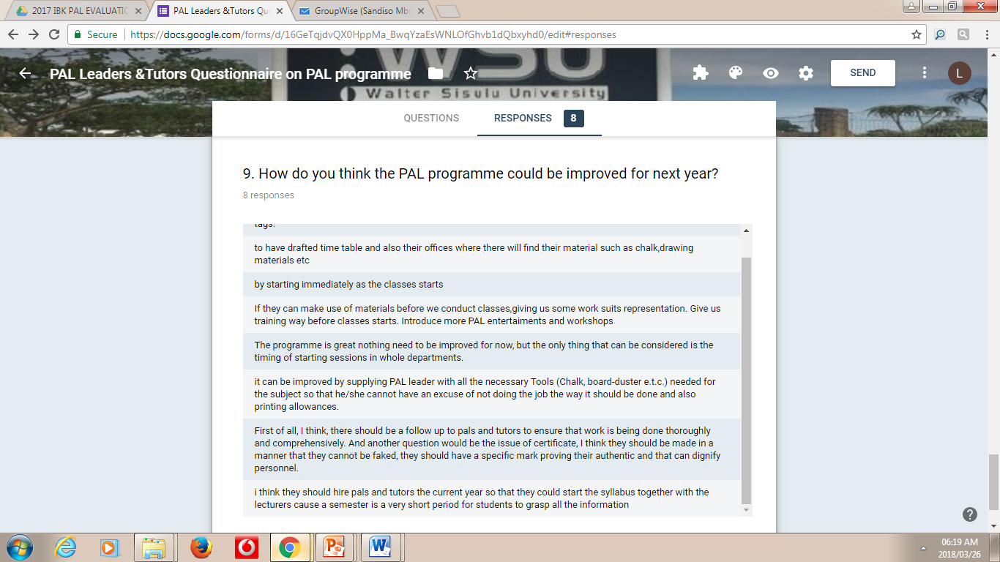 2017 IBK PAL EVALUATIO
PAL Leaders &Tutors Qu
GroupWise (Sandiso Mb
Secure
https://docs.google.com/forms/d/16GeTqjdvQX0HppMa_BwqYzaEsWNLOfGhvb1dQbxyhd0/edit#responses
WSU
Walter Sisulu University
PAL Leaders &Tutors Questionnaire on PAL programme
SEND
L
QUESTIONS
RESPONSES 8
9. How do you think the PAL programme could be improved for next year?
8 responses
tags.
to have drafted time table and also their offices where there will find their material such as chalk,drawing
materials etc
by starting immediately as the classes starts
If they can make use of materials before we conduct classes,giving us some work suits representation. Give us
training way before classes starts. Introduce more PAL entertaiments and workshops
The programme is great nothing need to be improved for now, but the only thing that can be considered is the
timing of starting sessions in whole departments.
it can be improved by supplying PAL leader with all the necessary Tools (Chalk, board-duster e.t.c.) needed for
the subject so that he/she cannot have an excuse of not doing the job the way it should be done and also
printing allowances.
First of all, I think, there should be a follow up to pals and tutors to ensure that work is being done thoroughly
and comprehensively. And another question would be the issue of certificate, I think they should be made in a
manner that they cannot be faked, they should have a specific mark proving their authentic and that can dignify
personnel.
i think they should hire pals and tutors the current year so that they could start the syllabus together with the
lecturers cause a semester is a very short period for students to grasp all the information
06:19 AM
2018/03/26